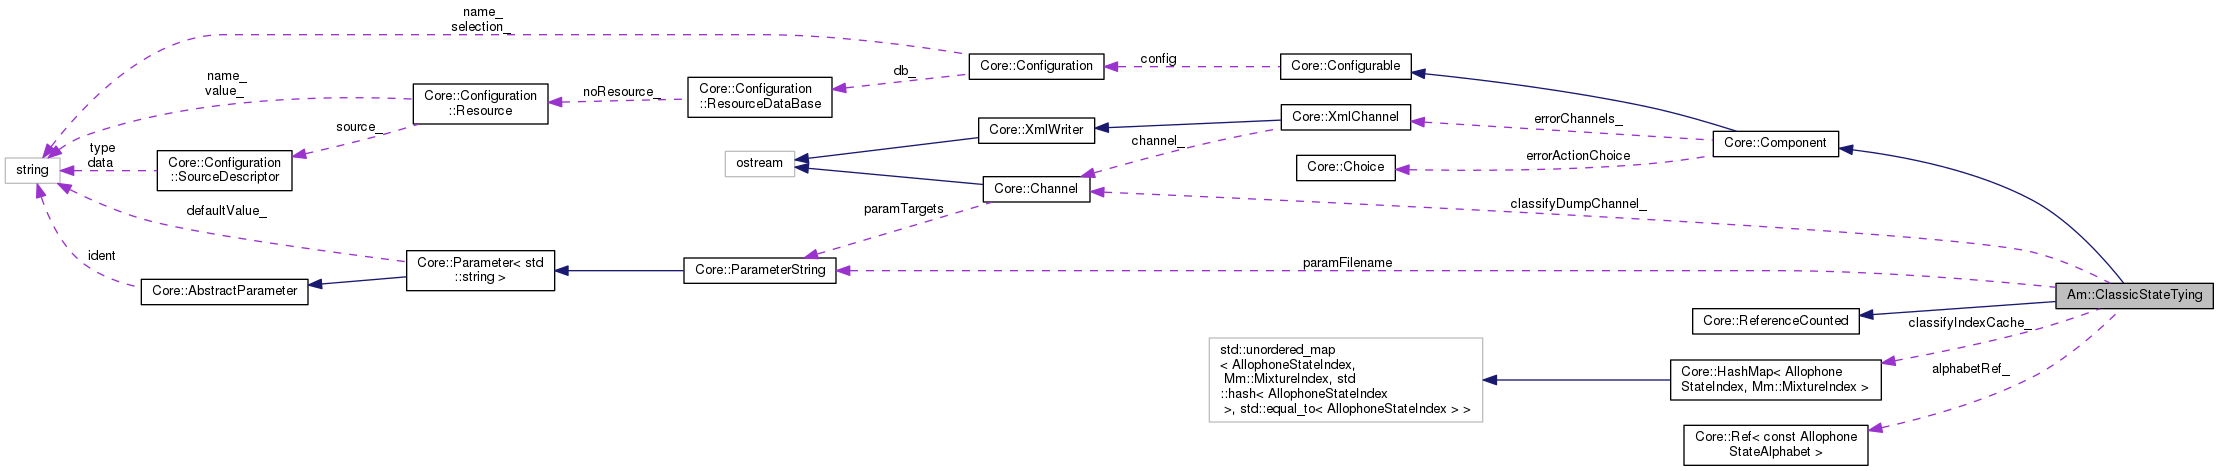 name_
selection_
Core::Configuration
config
Core::Configurable
db_
name_
value_
Core::Configuration
::Resource
noResource_
Core::Configuration
::ResourceDataBase
source_
Core::XmlWriter
Core::XmlChannel
errorChannels_
Core::Component
type
data
Core::Configuration
::SourceDescriptor
string
ostream
channel_
Core::Choice
errorActionChoice
Core::Channel
classifyDumpChannel_
defaultValue_
paramTargets
ident
Core::Parameter< std
::string >
Core::ParameterString
paramFilename
Core::AbstractParameter
Am::ClassicStateTying
Core::ReferenceCounted
classifyIndexCache_
std::unordered_map
< AllophoneStateIndex,
Mm::MixtureIndex, std
::hash< AllophoneStateIndex
>, std::equal_to< AllophoneStateIndex > >
Core::HashMap< Allophone
StateIndex, Mm::MixtureIndex >
alphabetRef_
Core::Ref< const Allophone
StateAlphabet >